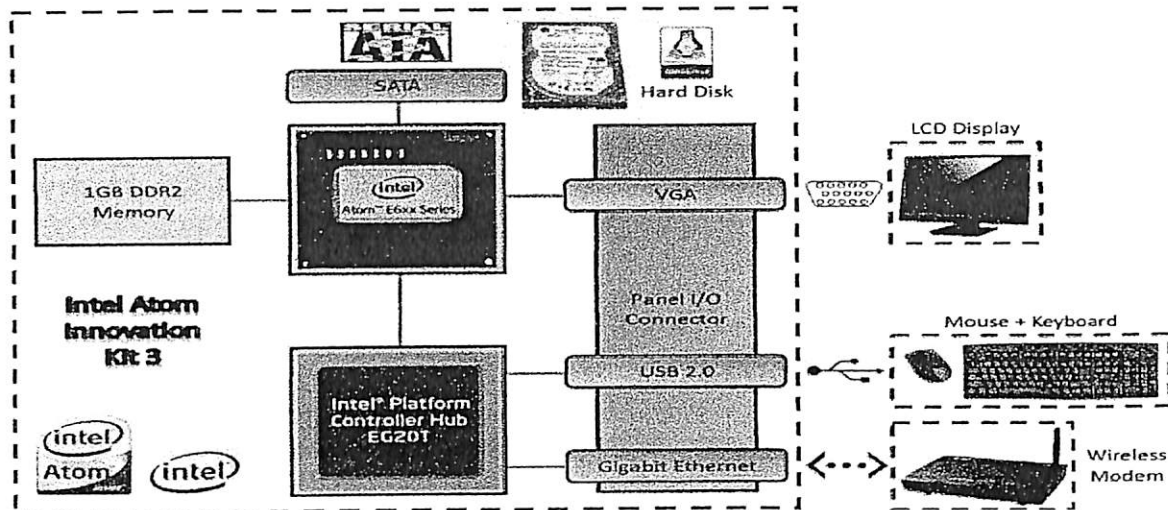 SERIAL
ATA
SATA
Hard Disk
LCD Display
1GB DDR2
Memory
intel
Atom™ E6xx Series
VGA
Intel Atom
Innovation
Kit 3
Panel I/O
Connector
Mouse + Keyboard
USB 2.0
Intel® Platform
Controller Hub
EG20T
intel
Atom
intel
Gigabit Ethernet
Wireless
Modem